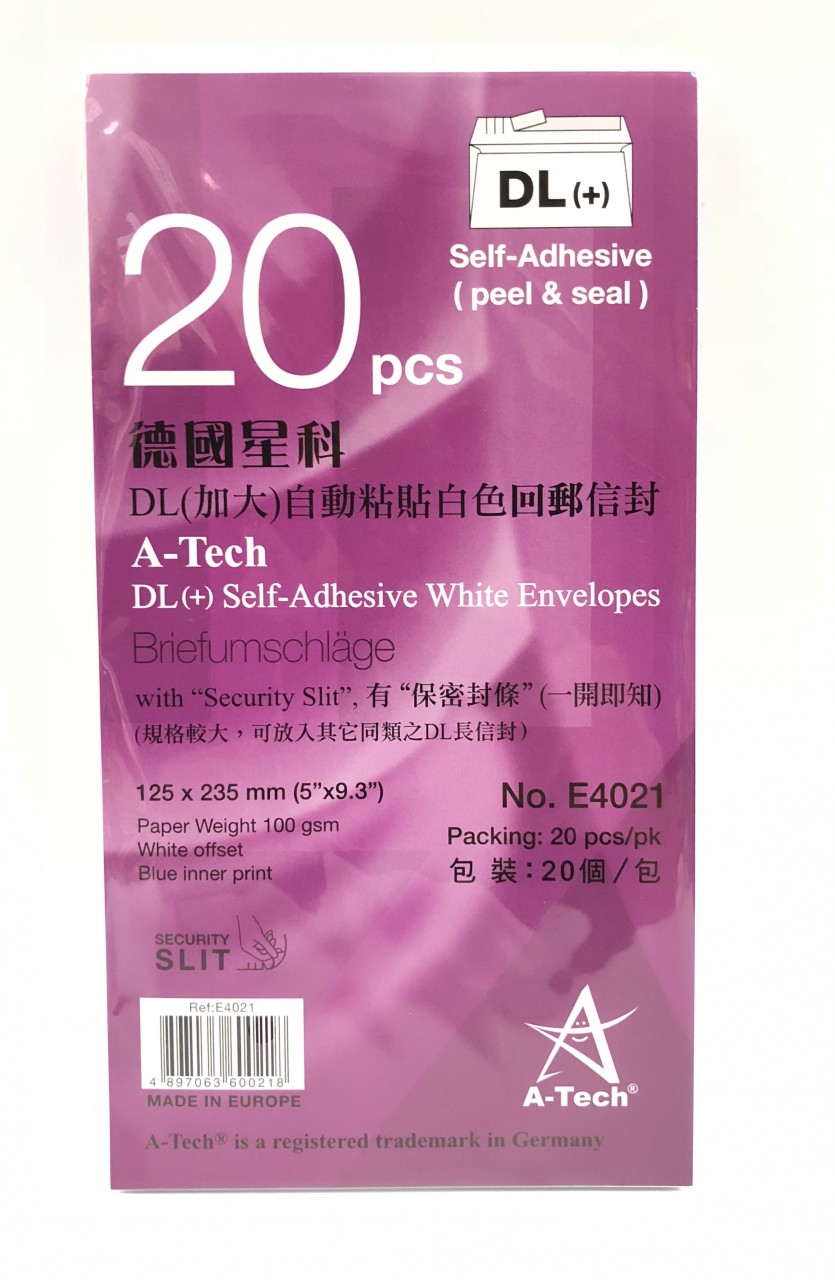 DL (+)
Self-Adhesive
( peel & seal )
20 pcs
德國星科
DL(加大)自動粘貼白色回郵信封
A-Tech
DL(+) Self-Adhesive White Envelopes
Briefumschläge
with “Security Slit”, 有 “保密封條” (一開即知)
(規格較大，可放入其它同類之DL長信封)
125 x 235 mm (5”x9.3”)
Paper Weight 100 gsm
White offset
Blue inner print
No. E4021
Packing: 20 pcs/pk
包 裝：20個／包
SECURITY
SLIT
Ref:E4021
4 897063 600218
MADE IN EUROPE
A-Tech®
A-Tech® is a registered trademark in Germany